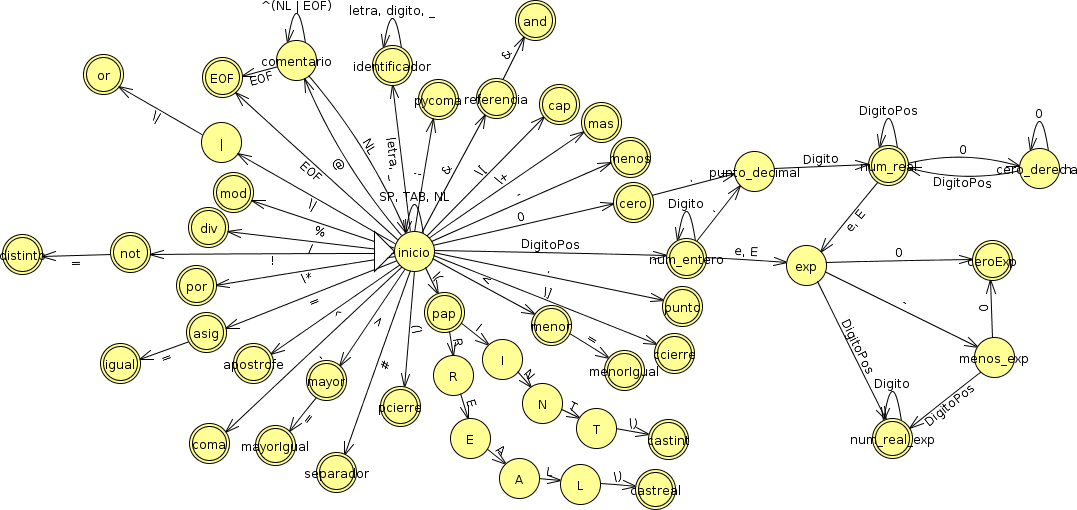 ^(NL | EOF)
letra, digito, _
and
or
EOF
comentario
identificador
EOF
&
pycoma
referencia
cap
mas
\|
|
NL
letra, _
@
EOF
;
&
\[
\+
-
menos
DigitoPos
0
0
num_real
cero_derecha
DigitoPos
Digito
punto_decimal
.
.
mod
\|
SP, TAB, NL
cero
0
Digito
div
%
/
DigitoPos
e, E
distinto
=
not
!
inicio
num_entero
e, E
exp
0
ceroExp
por
\*
\(
<
.
\]
punto
-
0
asig
=
^
pap
menor
=
ccierre
menos_exp
igual
=
apostrofe
mayor
#
\)
R
I
menorIgual
DigitoPos
DigitoPos
Digito
R
I
N
E
N
T
coma
mayorIgual
=
pcierre
E
T
\)
castint
num_real_exp
separador
A
A
L
L
\)
castreal